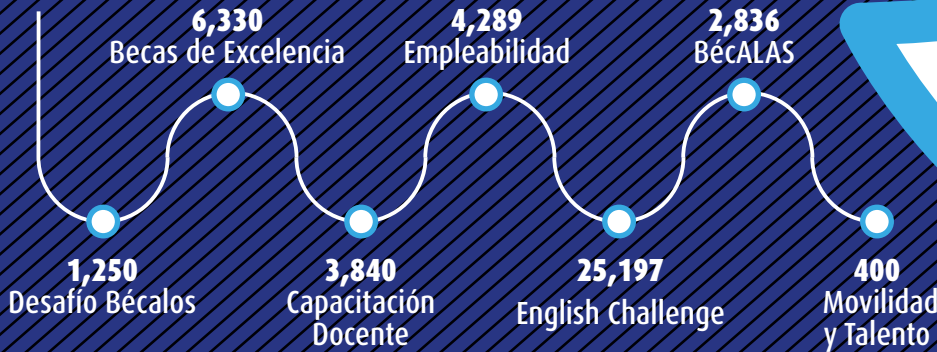 6,330
Becas de Excelencia
4,289
Empleabilidad
2,836
BécALAS
1,250
Desafío Bécalos
3,840
Capacitación
Docente
25,197
English Challenge
400
Movilidad
y Talento